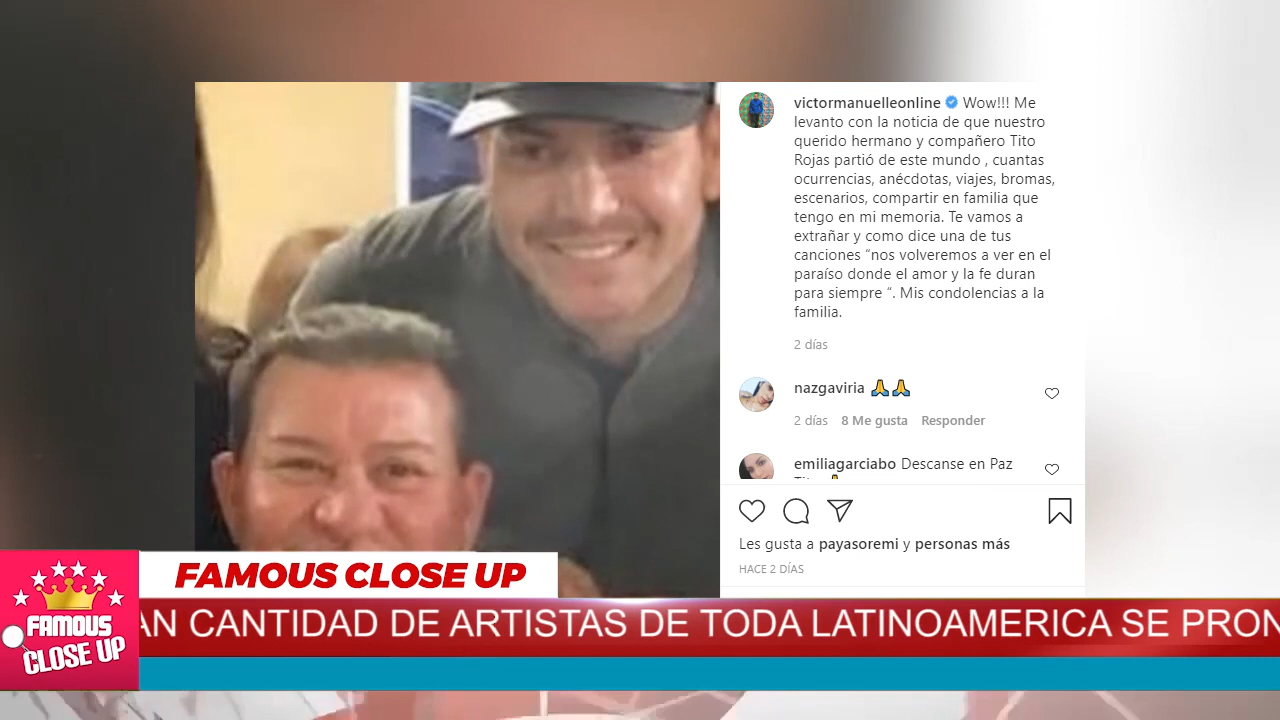 victormanuelleonline Wow!!! Me
levanto con la noticia de que nuestro
querido hermano y compañero Tito
Rojas partió de este mundo , cuantas
ocurrencias, anécdotas, viajes, bromas,
escenarios, compartir en familia que
tengo en mi memoria. Te vamos a
extrañar y como dice una de tus
canciones “nos volveremos a ver en el
paraíso donde el amor y la fe duran
para siempre “. Mis condolencias a la
familia.
2 días
nazgaviria 🙏🙏
2 días 8 Me gusta Responder
emiliagarciabo Descanse en Paz
Les gusta a payasoremi y personas más
HACE 2 DÍAS
FAMOUS CLOSE UP
AN CANTIDAD DE ARTISTAS DE TODA LATINOAMERICA SE PRON
FAMOUS
CLOSE UP